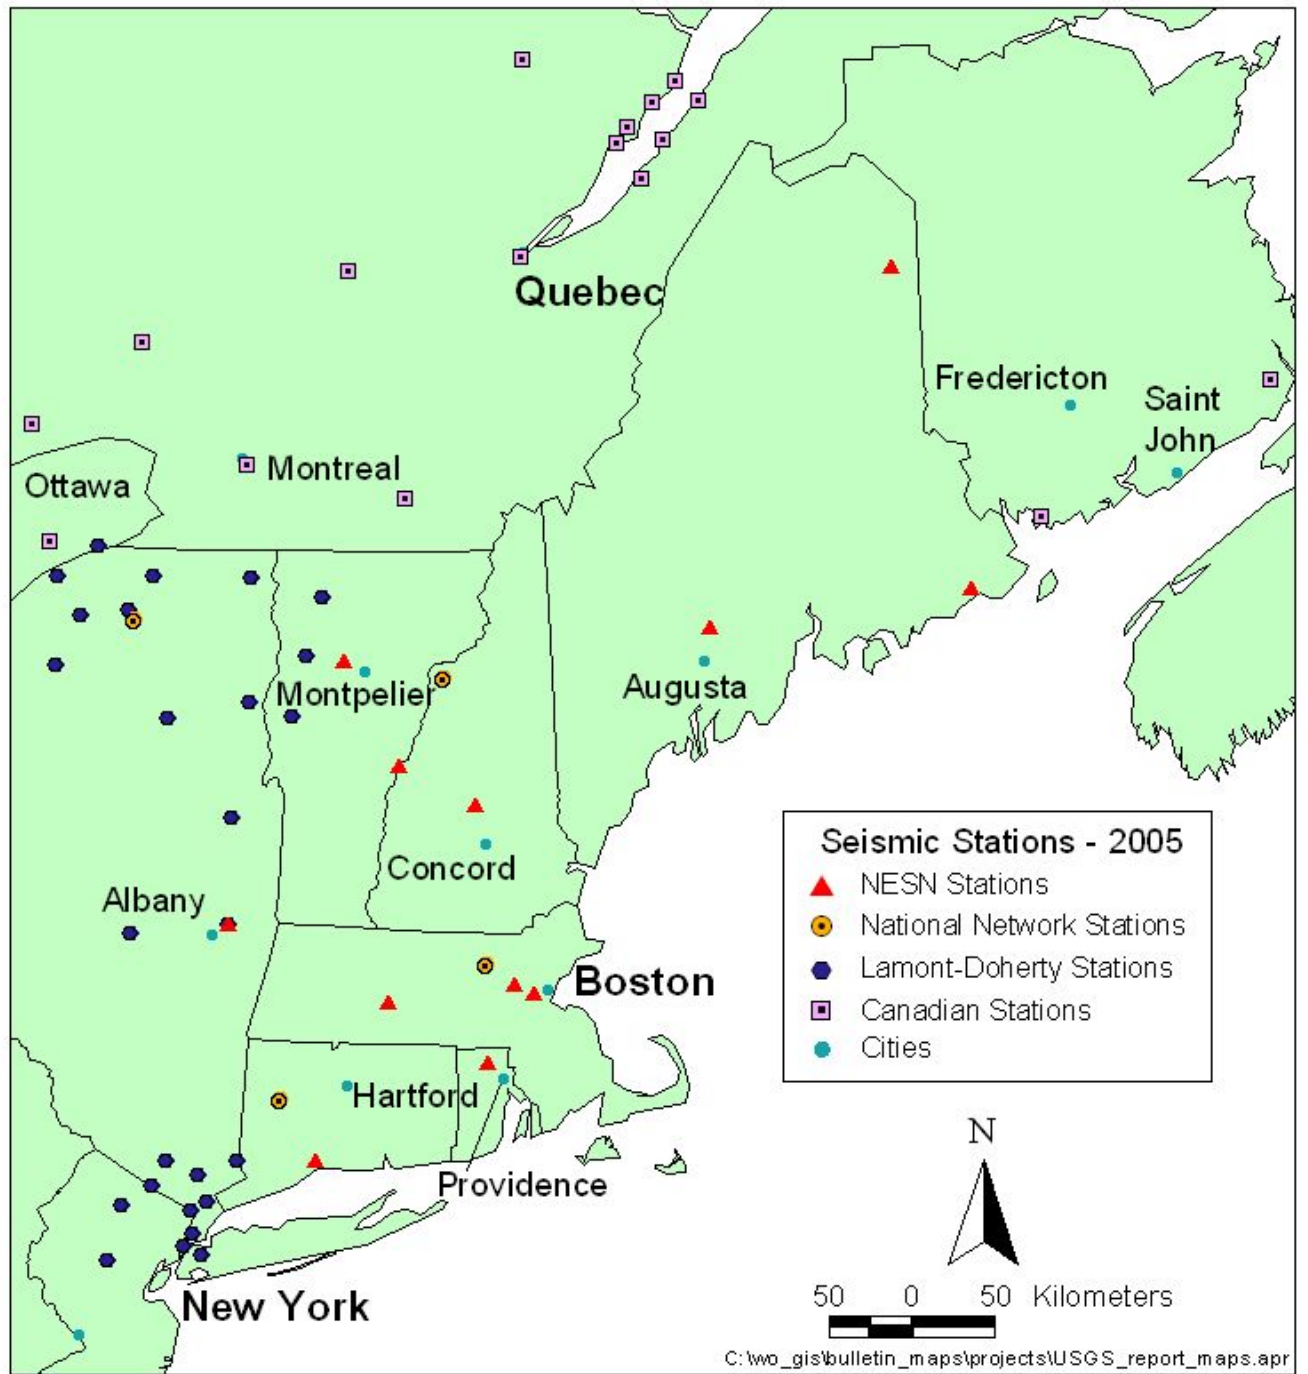 Quebec
Fredericton
Saint
John
Montreal
Ottawa
Montpelier
Augusta
Concord
Albany
Boston
Hartford
Providence
New York
Seismic Stations - 2005
NESN Stations
National Network Stations
Lamont-Doherty Stations
Canadian Stations
Cities
N
50 0 50 Kilometers
C:\wo_gis\bulletin_maps\projects\USGS_report_maps.apr